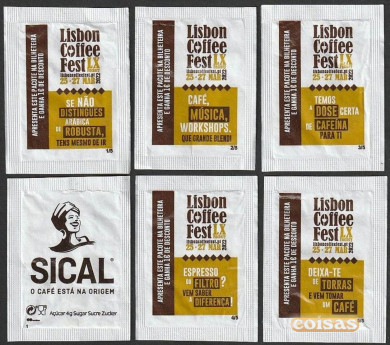 APRESENTA ESTE PACOTE NA BILHETEIRA
E GANHA 1€ DE DESCONTO
Lisbon
Coffee
Fest LX
FACTORY
25-27 MAR 2022
lisboncoffeefest.pt
SE NÃO
DISTINGUES
ARÁBICA
DE ROBUSTA,
TENS MESMO DE IR
1/5
APRESENTA ESTE PACOTE NA BILHETEIRA
E GANHA 1€ DE DESCONTO
Lisbon
Coffee
Fest LX
25-27 MAR
lisboncoffeefest.pt
CAFÉ,
MÚSICA,
WORKSHOPS.
QUE GRANDE BLEND!
2/5
APRESENTA ESTE PACOTE NA BILHETEIRA
E GANHA 1€ DE DESCONTO
Lisbon
Coffee
Fest LX
25-27 MAR
lisboncoffeefest.pt
TEMOS
A DOSE CERTA
DE CAFEÍNA
PARA TI
3/5
SICAL
O CAFÉ ESTÁ NA ORIGEM
Açúcar 4g Sugar Sucre Zucker
APRESENTA ESTE PACOTE NA BILHETEIRA
E GANHA 1€ DE DESCONTO
Lisbon
Coffee
Fest LX
25-27 MAR
lisboncoffeefest.pt
ESPRESSO
OU FILTRO?
VEM SABER
A DIFERENÇA!
4/5
APRESENTA ESTE PACOTE NA BILHETEIRA
E GANHA 1€ DE DESCONTO
Lisbon
Coffee
Fest LX
25-27 MAR
lisboncoffeefest.pt
DEIXA-TE
DE TORRAS
E VEM TOMAR
UM CAFÉ
5/5
coisas